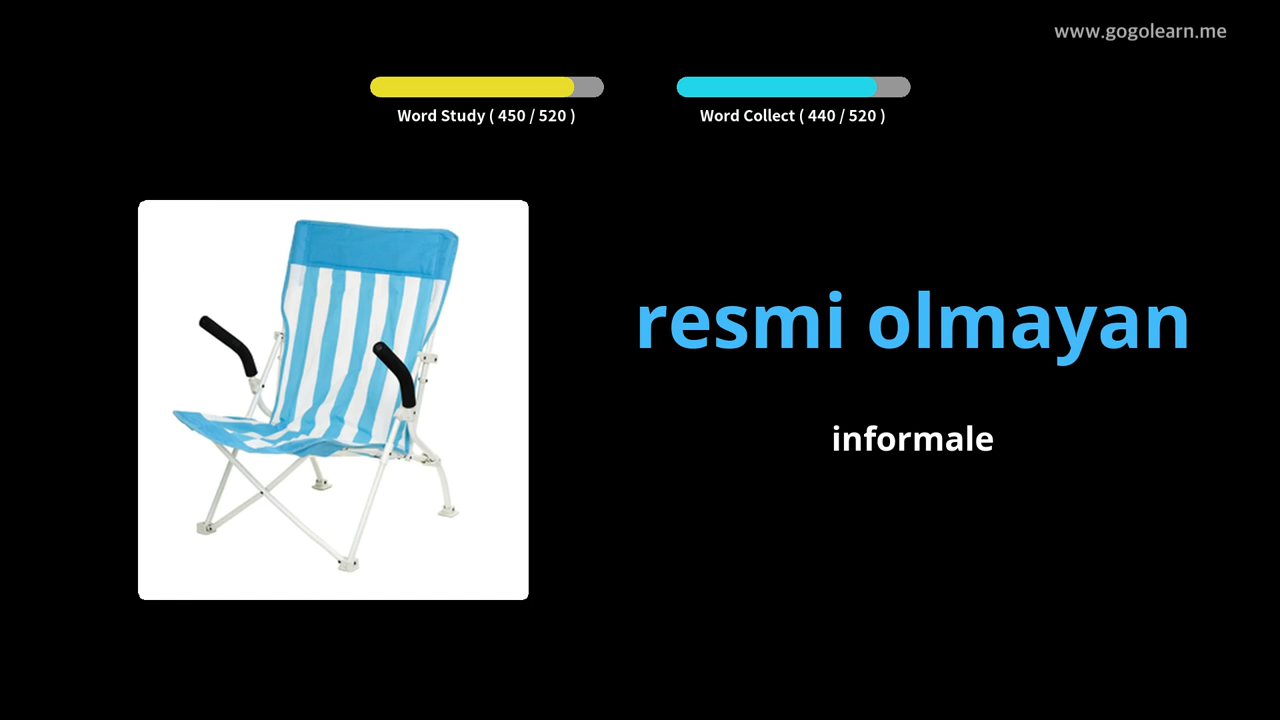 www.gogolearn.me
Word Study ( 450 / 520 )
Word Collect ( 440 / 520 )
resmi olmayan
informale